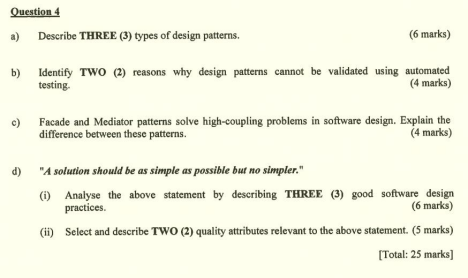 Question 4
a) Describe THREE (3) types of design patterns. (6 marks)
b) Identify TWO (2) reasons why design patterns cannot be validated using automated
testing. (4 marks)
c) Facade and Mediator patterns solve high-coupling problems in software design. Explain the
difference between these patterns. (4 marks)
d) "A solution should be as simple as possible but no simpler."
(i) Analyse the above statement by describing THREE (3) good software design
practices. (6 marks)
(ii) Select and describe TWO (2) quality attributes relevant to the above statement. (5 marks)
[Total: 25 marks]